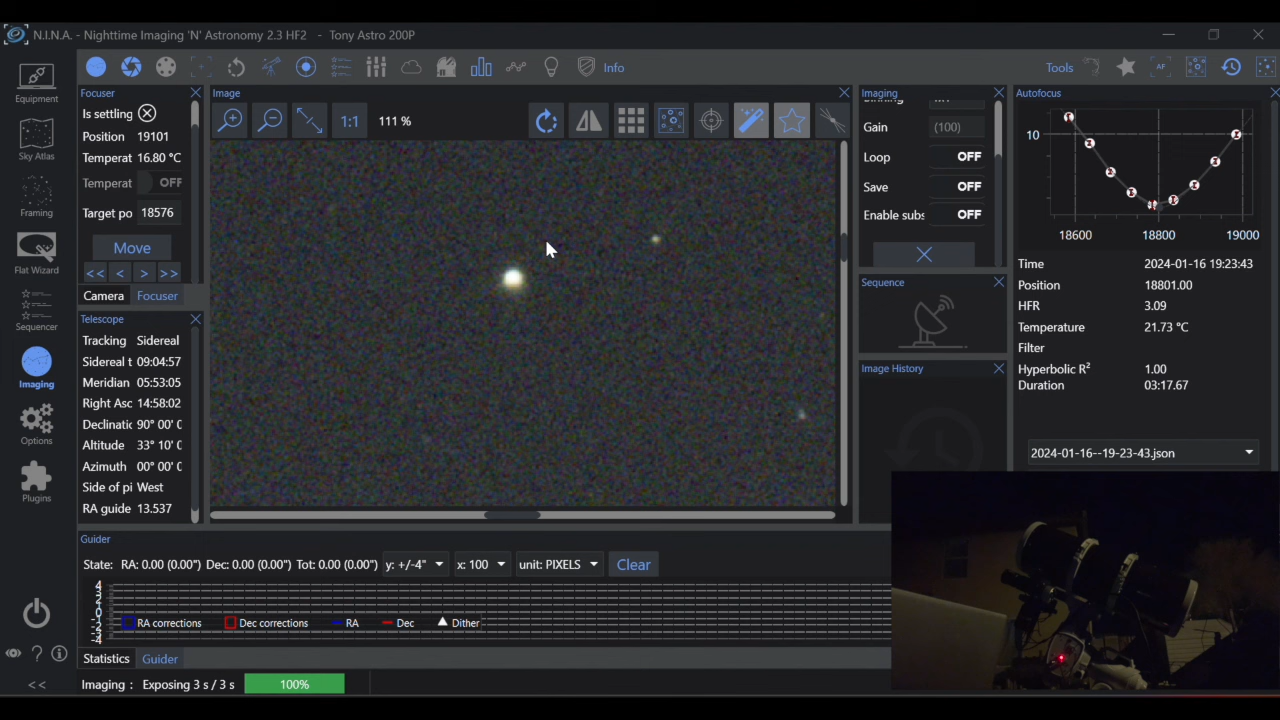 N.I.N.A. - Nighttime Imaging 'N' Astronomy 2.3 HF2 - Tony Astro 200P
Equipment
Sky Atlas
Framing
Flat Wizard
Sequencer
Imaging
Options
Plugins
<<
Info
Tools
AF
Focuser
Is settling
Position 19101
Temperat 16.80 °C
Temperat OFF
Target po 18576
Move
<< < > >>
Camera Focuser
Telescope
Tracking Sidereal
Sidereal t 09:04:57
Meridian 05:53:05
Right Asc 14:58:02
Declinatic 90° 00' 0
Altitude 33° 10' 0
Azimuth 00° 00' 0
Side of pi West
RA guide 13.537
Image
1:1 111 %
Imaging
Gain (100)
Loop OFF
Save OFF
Enable subs OFF
Sequence
Image History
Autofocus
10
18600 18800 19000
Time 2024-01-16 19:23:43
Position 18801.00
HFR 3.09
Temperature 21.73 °C
Filter
Hyperbolic R² 1.00
Duration 03:17.67
2024-01-16--19-23-43.json
Guider
State: RA: 0.00 (0.00") Dec: 0.00 (0.00") Tot: 0.00 (0.00") y: +/-4" x: 100 unit: PIXELS Clear
4
3
2
0
-2
-4
RA corrections Dec corrections RA Dec Dither
Statistics Guider
Imaging : Exposing 3 s / 3 s 100%